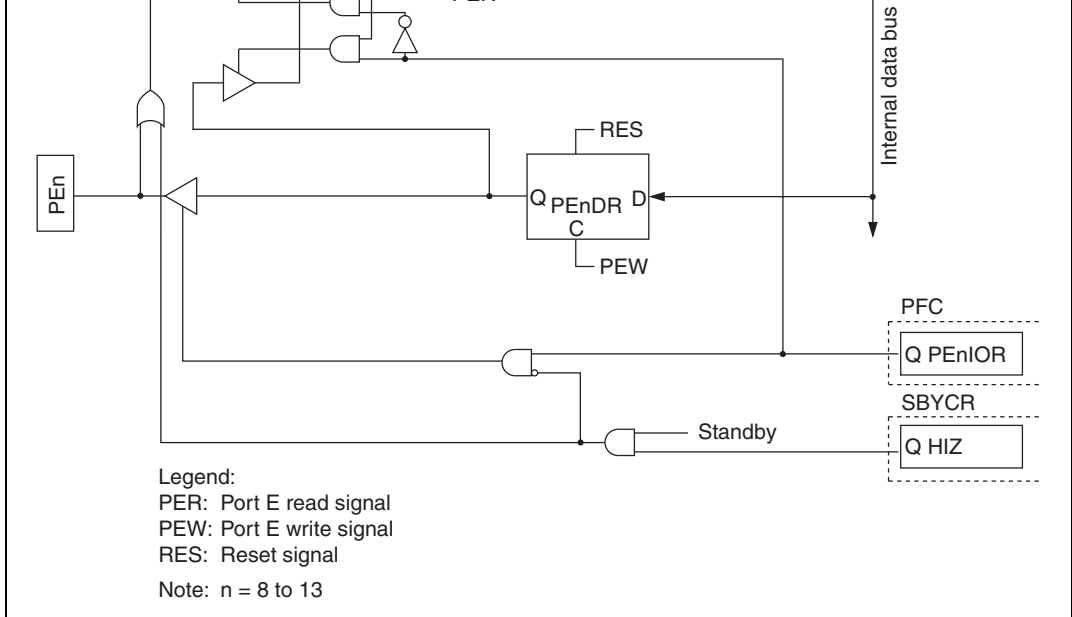 Internal data bus
RES
PEn
Q PEnDR D
C
PEW
PFC
Q PEnIOR
SBYCR
Standby
Q HIZ
Legend:
PER: Port E read signal
PEW: Port E write signal
RES: Reset signal
Note: n = 8 to 13